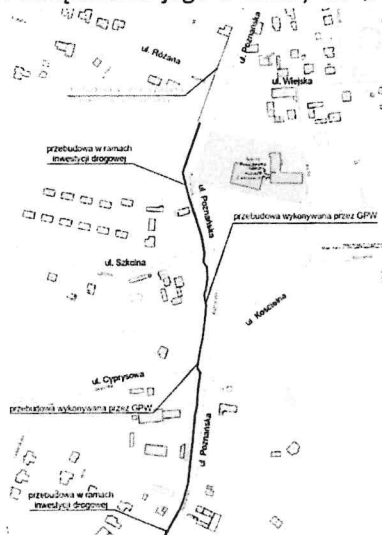 ul. Poznańska
ul. Różana
ul. Wiejska
przebudowa w ramach
inwestycji drogowej
ul. Poznańska
przebudowa wykonywana przez GPW
ul. Szkolna
ul. Kościelna
ul. Cyprysowa
przebudowa wykonywana przez GPW
ul. Poznańska
przebudowa w ramach
inwestycji drogowej